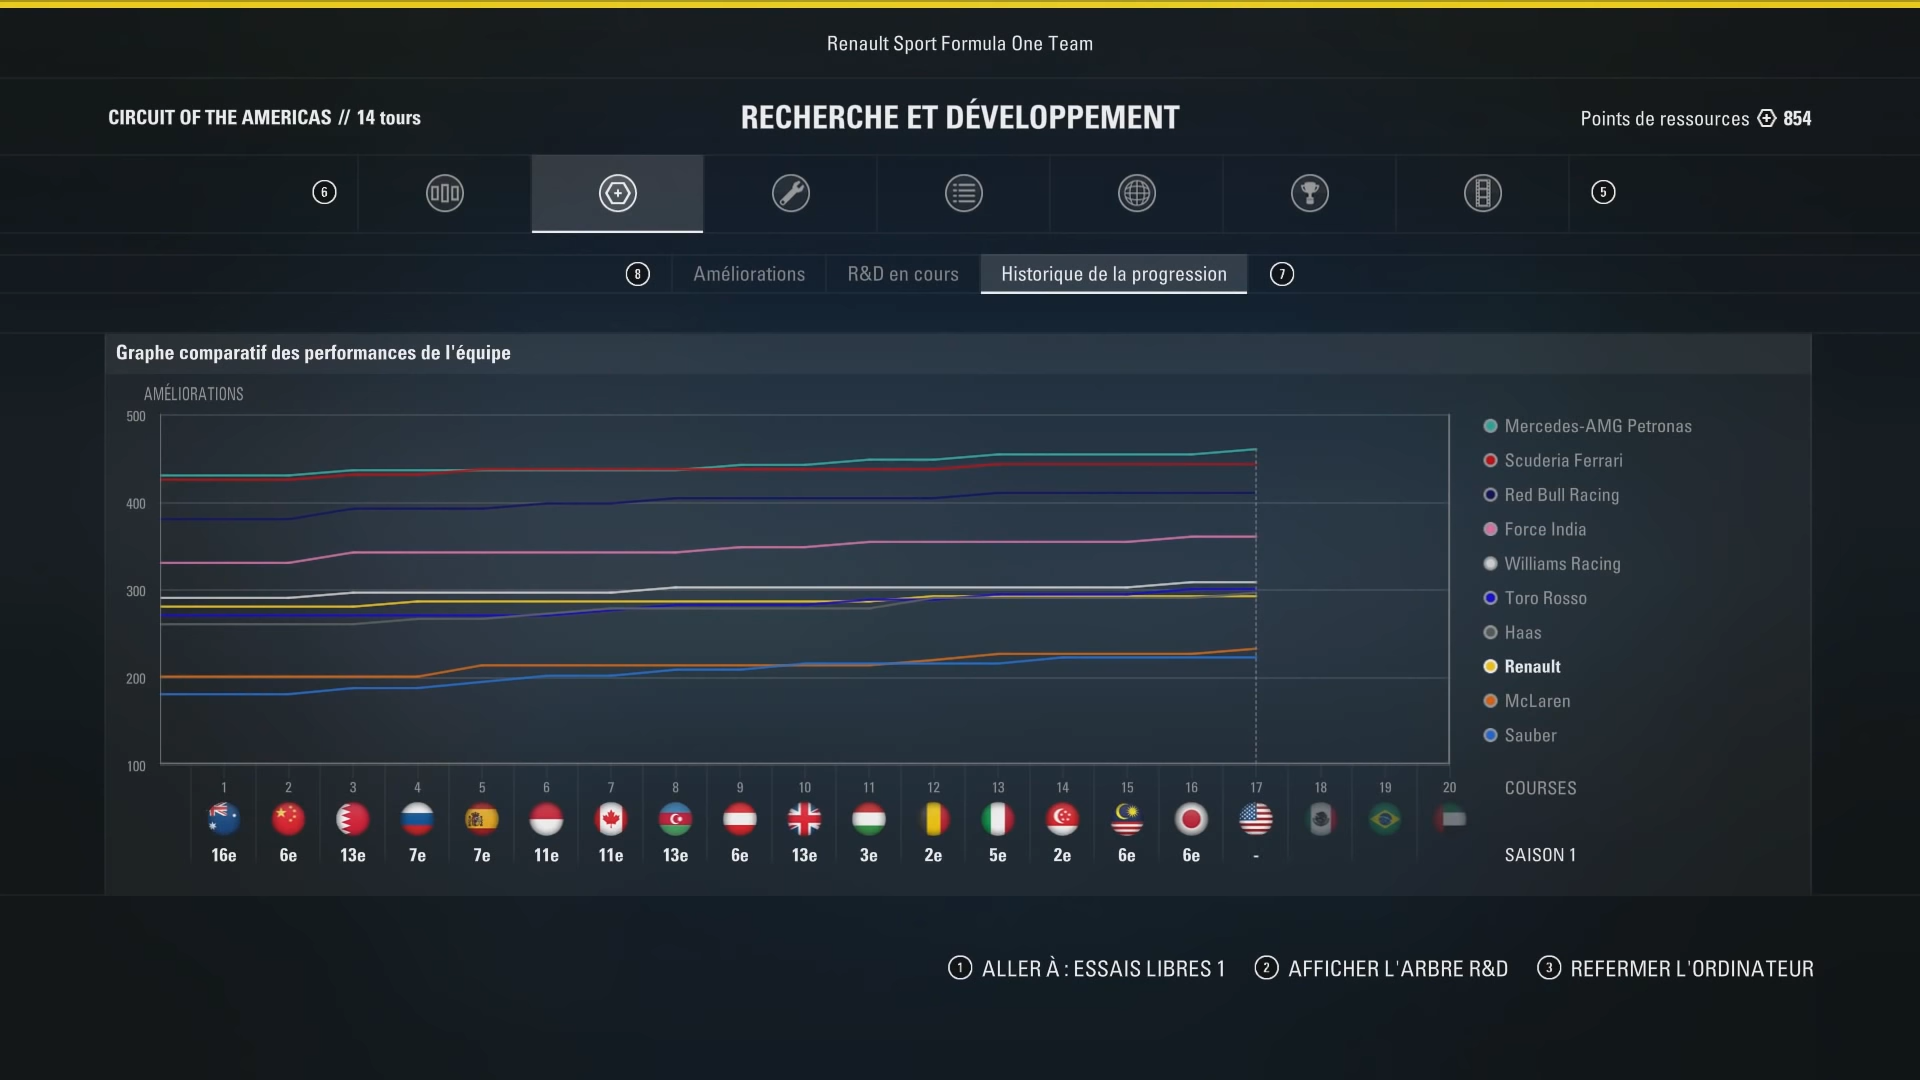 Renault Sport Formula One Team
CIRCUIT OF THE AMERICAS // 14 tours
RECHERCHE ET DÉVELOPPEMENT
Points de ressources 854
6
5
8
Améliorations
R&D en cours
Historique de la progression
7
Graphe comparatif des performances de l'équipe
AMÉLIORATIONS
500
400
300
200
100
Mercedes-AMG Petronas
Scuderia Ferrari
Red Bull Racing
Force India
Williams Racing
Toro Rosso
Haas
Renault
McLaren
Sauber
1 2 3 4 5 6 7 8 9 10 11 12 13 14 15 16 17 18 19 20 COURSES
16e 6e 13e 7e 7e 11e 11e 13e 6e 13e 3e 2e 5e 2e 6e 6e - SAISON 1
1 ALLER À : ESSAIS LIBRES 1 2 AFFICHER L'ARBRE R&D 3 REFERMER L'ORDINATEUR